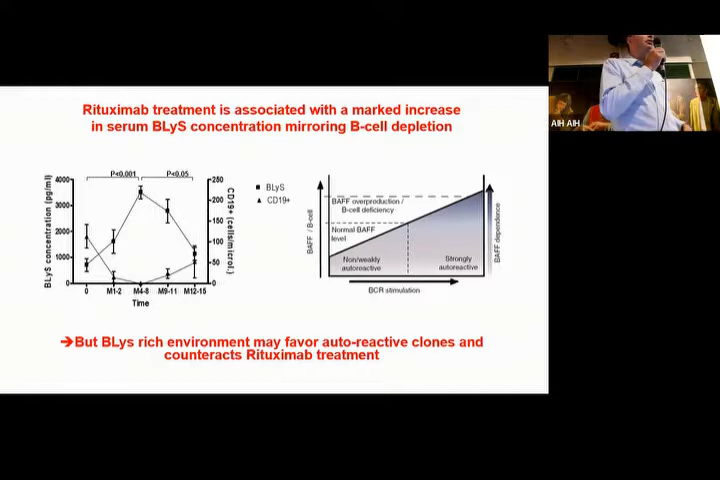 Rituximab treatment is associated with a marked increase
in serum BLyS concentration mirroring B-cell depletion
AIH AIH
BLyS concentration (pg/ml)
4000
3000
2000
1000
0
P<0.001
P<0.05
250
200
150
100
50
0
CD19+ (cells/microl.)
0
M1-2
M4-8
M9-11
M12-15
Time
BLyS
CD19+
BAFF / B-cell
BAFF overproduction /
B-cell deficiency
Normal BAFF
level
Non/weakly
autoreactive
Strongly
autoreactive
BCR stimulation
BAFF dependence
➔But BLys rich environment may favor auto-reactive clones and
counteracts Rituximab treatment